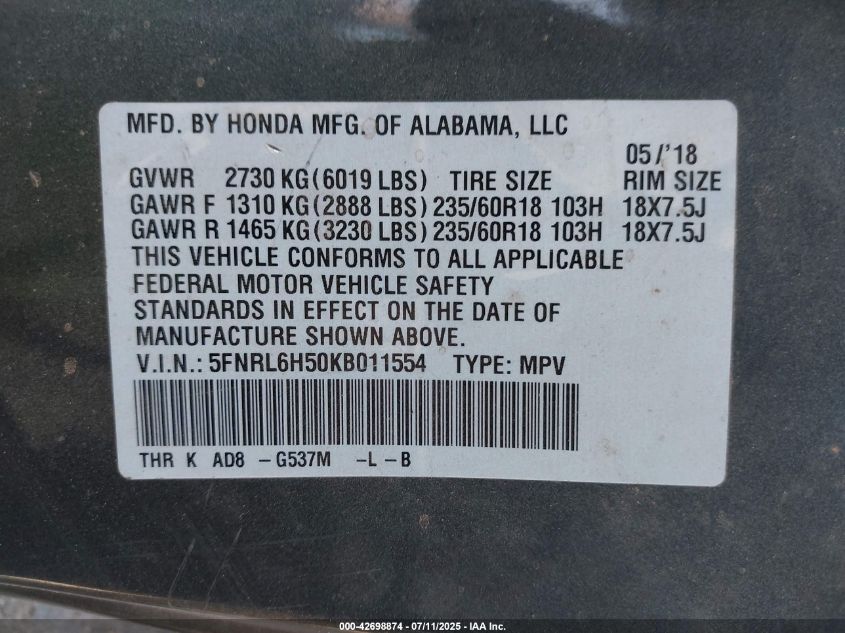 MFD. BY HONDA MFG. OF ALABAMA, LLC
05/'18
GVWR 2730 KG(6019 LBS) TIRE SIZE RIM SIZE
GAWR F 1310 KG(2888 LBS) 235/60R18 103H 18X7.5J
GAWR R 1465 KG(3230 LBS) 235/60R18 103H 18X7.5J
THIS VEHICLE CONFORMS TO ALL APPLICABLE
FEDERAL MOTOR VEHICLE SAFETY
STANDARDS IN EFFECT ON THE DATE OF
MANUFACTURE SHOWN ABOVE.
V.I.N.: 5FNRL6H50KB011554 TYPE: MPV
THR K AD8 -G537M -L-B
000-42698874 / 07/11/2025 - IAA Inc.